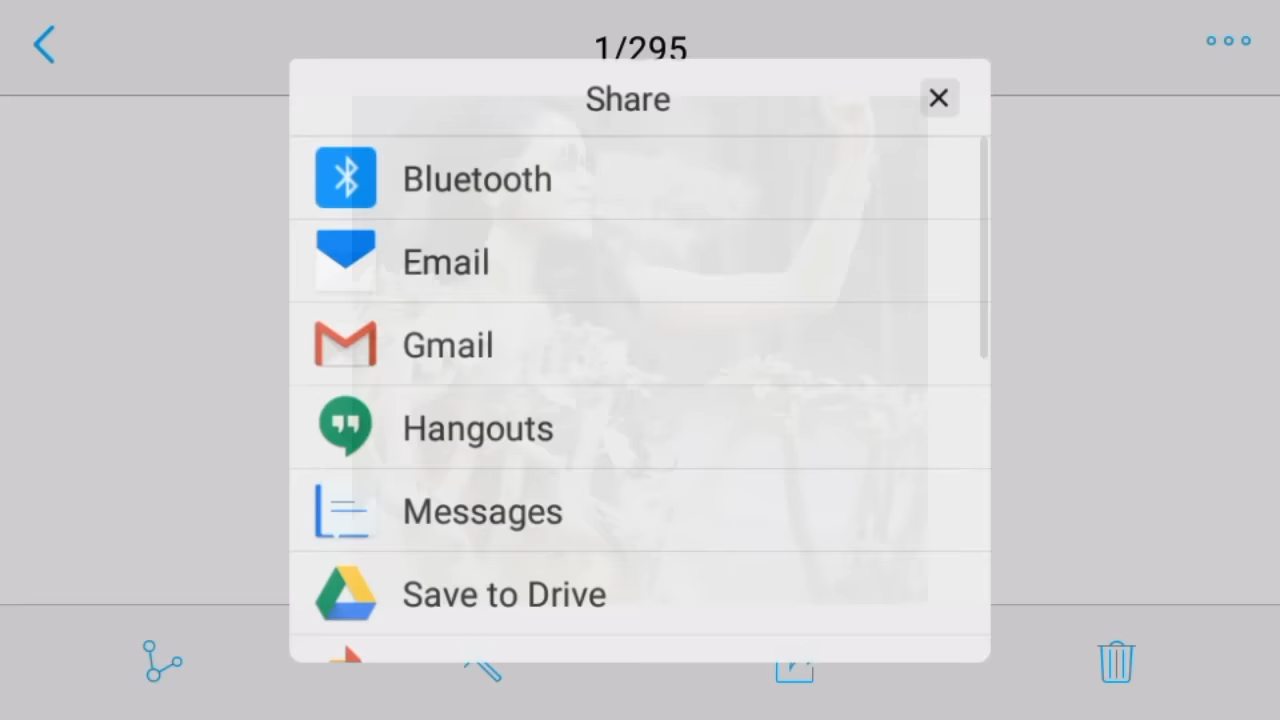 1/295
Share
Bluetooth
Email
Gmail
Hangouts
Messages
Save to Drive